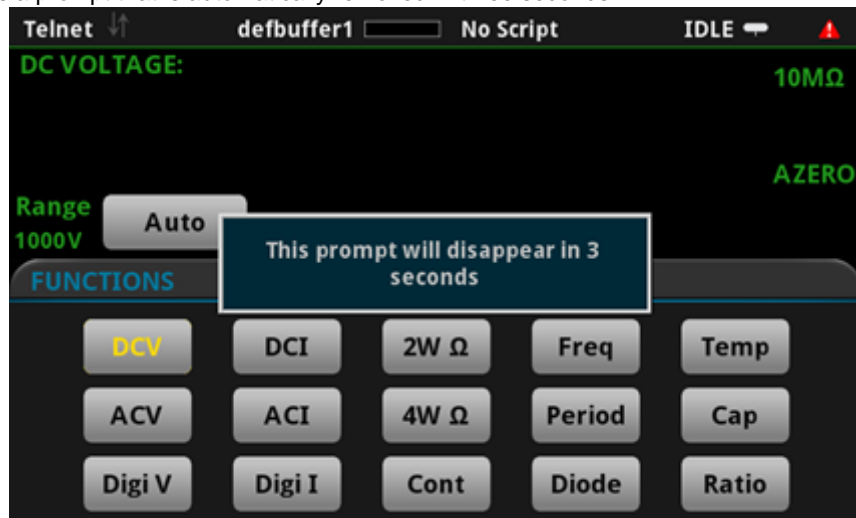 Telnet defbuffer1 No Script IDLE
DC VOLTAGE:
10MΩ
AZERO
Range
1000V
Auto
This prompt will disappear in 3
seconds
FUNCTIONS
DCV DCI 2W Ω Freq Temp
ACV ACI 4W Ω Period Cap
Digi V Digi I Cont Diode Ratio